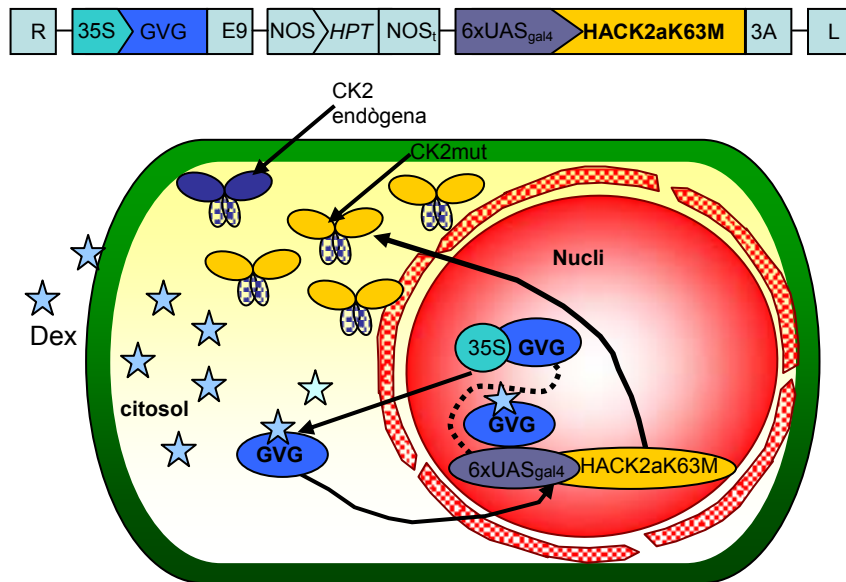 R 35S GVG E9 NOS HPT NOSt 6xUASgal4 HACK2aK63M 3A L
CK2
endògena
CK2mut
Nucli
Dex
35S GVG
citosol
GVG
GVG
6xUASgal4 HACK2aK63M